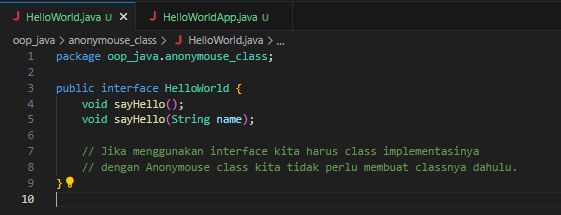 J HelloWorld.java U ×
J HelloWorldApp.java U
oop_java > anonymouse_class > J HelloWorld.java > ...
1 package oop_java.anonymouse_class;
2
3 public interface HelloWorld {
4 void sayHello();
5 void sayHello(String name);
6
7 // Jika menggunakan interface kita harus class implementasinya
8 // dengan Anonymouse class kita tidak perlu membuat classnya dahulu.
9 }
10